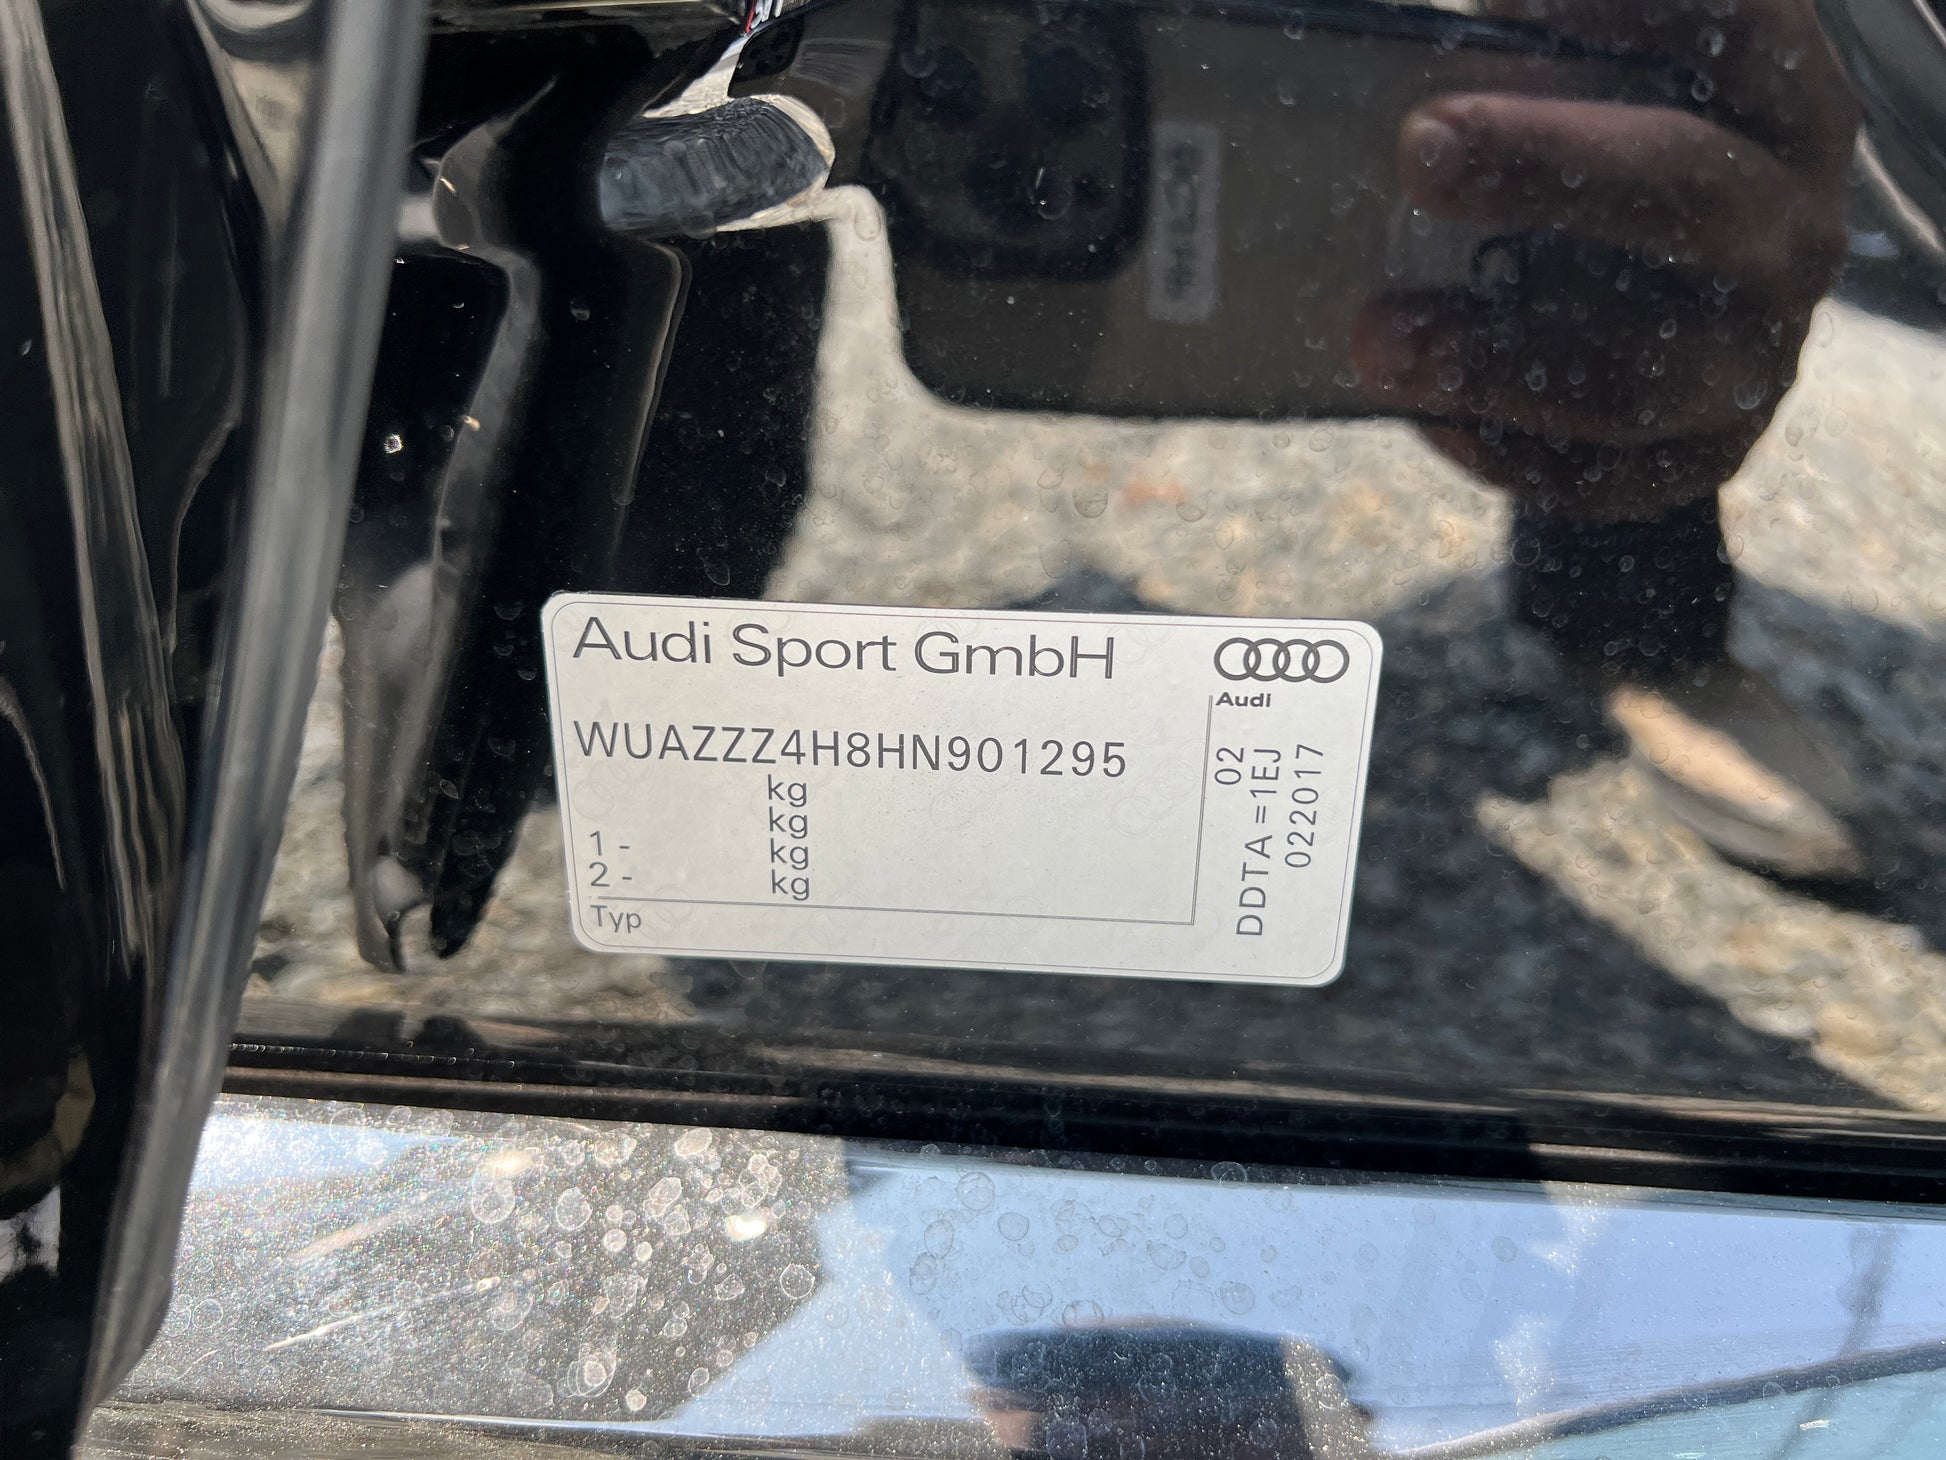 Audi Sport GmbH
Audi
WUAZZZ4H8HN901295
kg
kg
1 - kg
2 - kg
Typ
02
DDTA =1EJ
022017